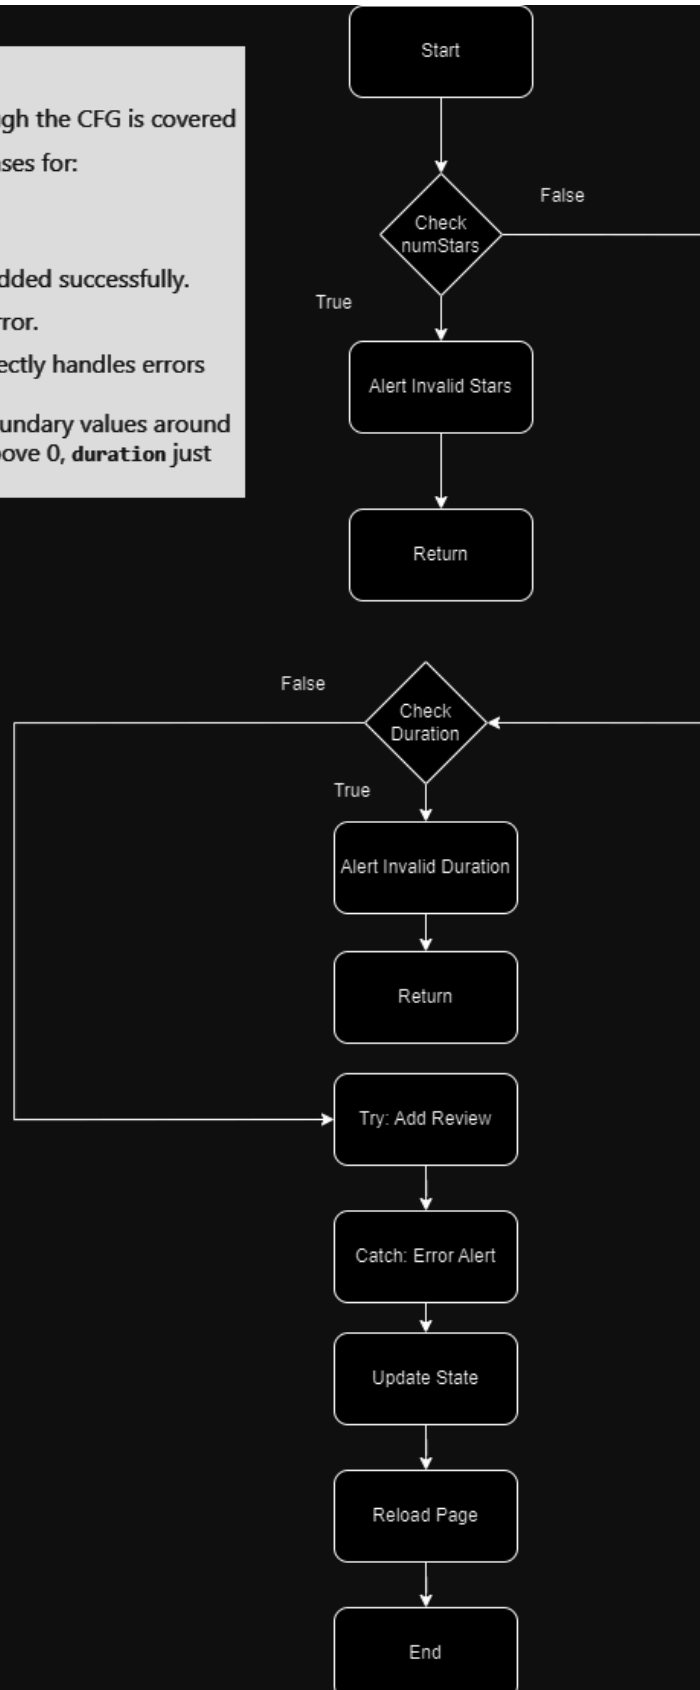 gh the CFG is covered
ses for:
dded successfully.
rror.
ectly handles errors
undary values around
ove 0, duration just
Start
False
Check
numStars
True
Alert Invalid Stars
Return
False
Check
Duration
True
Alert Invalid Duration
Return
Try: Add Review
Catch: Error Alert
Update State
Reload Page
End